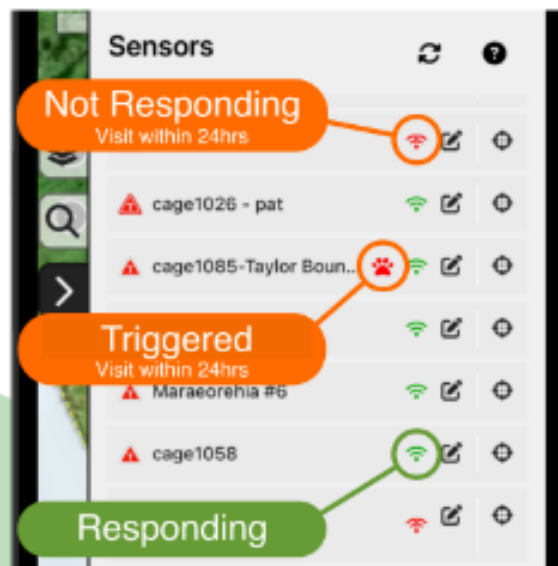 Sensors
Not Responding
Visit within 24hrs
cage1026 - pat
cage1085-Taylor Boun..
Triggered
Visit within 24hrs
Maraeorehia #6
cage1058
Responding